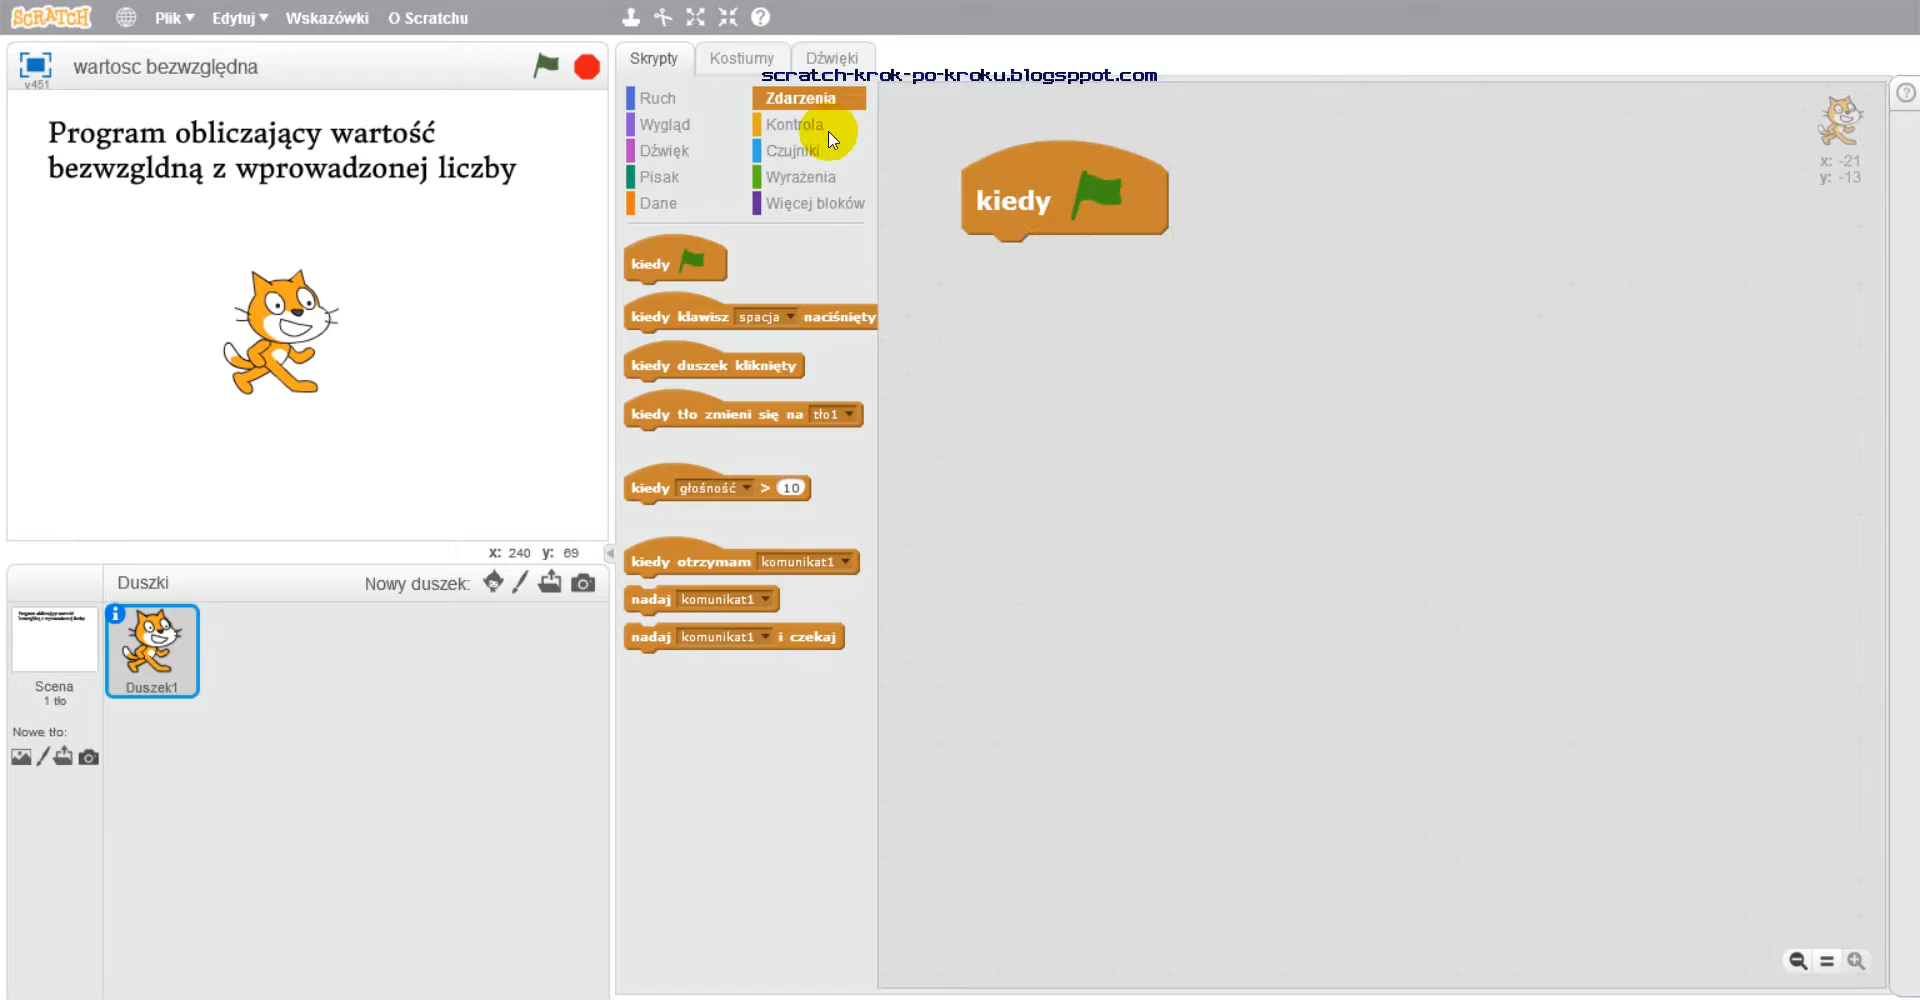 SCRATCH
Plik
Edytuj
Wskazówki
O Scratchu
v451
wartosc bezwzględna
Program obliczający wartość
bezwzgldną z wprowadzonej liczby
x: 240 y: 69
Duszki
Nowy duszek:
Scena
1 tło
Nowe tło:
Duszek1
Skrypty
Kostiumy
Dźwięki
scratch-krok-po-kroku.blogsppot.com
Ruch
Zdarzenia
Wygląd
Kontrola
Dźwięk
Czujniki
Pisak
Wyrażenia
Dane
Więcej bloków
kiedy
kiedy klawisz spacja naciśnięty
kiedy duszek kliknięty
kiedy tło zmieni się na tło1
kiedy głośność > 10
kiedy otrzymam komunikat1
nadaj komunikat1
nadaj komunikat1 i czekaj
kiedy
x: -21
y: -13